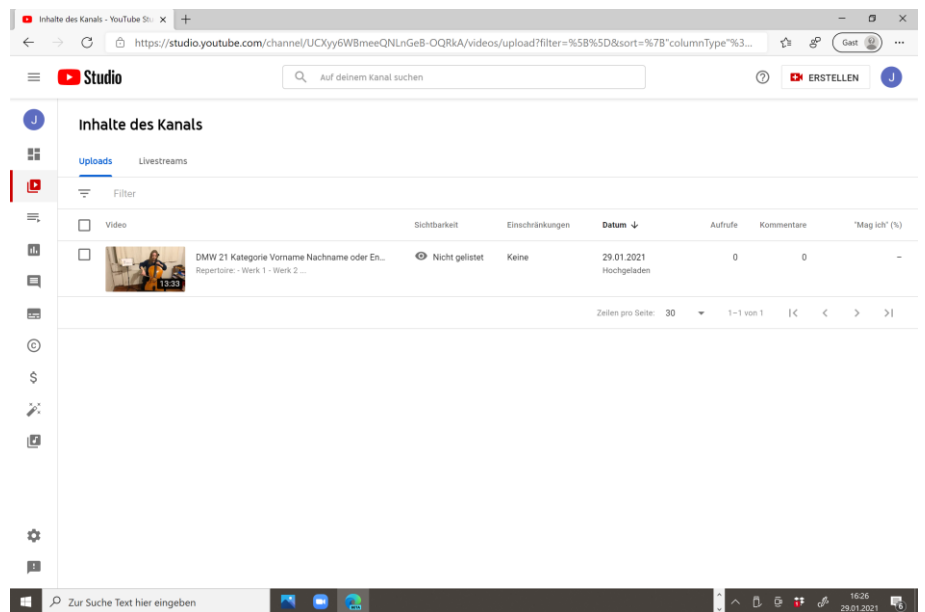 Inhalte des Kanals - YouTube Stu
https://studio.youtube.com/channel/UCXyy6WBmeeQNLnGeB-OQRkA/videos/upload?filter=%5B%5D&sort=%7B"columnType"%3...
Gast
Studio
Auf deinem Kanal suchen
ERSTELLEN
J
J
Inhalte des Kanals
Uploads Livestreams
Filter
Video Sichtbarkeit Einschränkungen Datum Aufrufe Kommentare "Mag ich" (%)
DMW 21 Kategorie Vorname Nachname oder En... Nicht gelistet Keine 29.01.2021 0 0 –
Repertoire: - Werk 1 - Werk 2 ... Hochgeladen
13:33
Zeilen pro Seite: 30 1–1 von 1
Zur Suche Text hier eingeben
16:26
29.01.2021
6